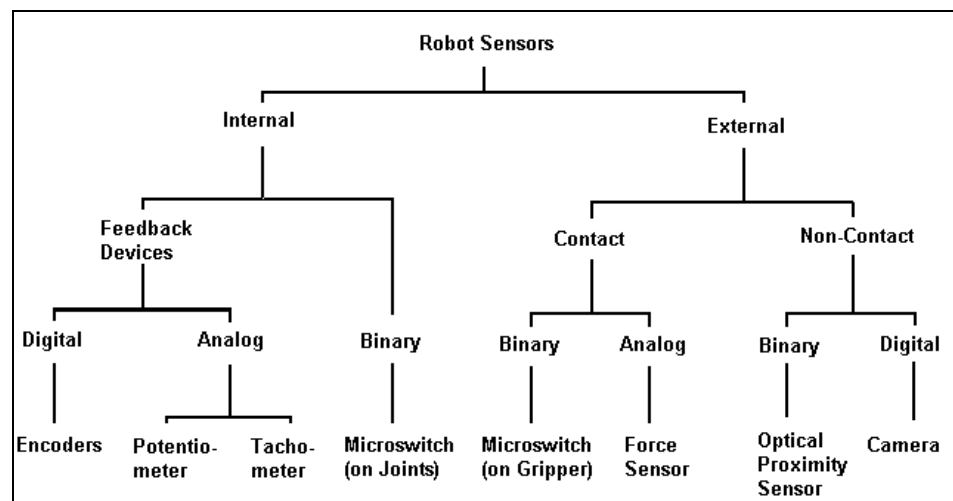 Robot Sensors
Internal
External
Feedback
Devices
Contact
Non-Contact
Digital
Analog
Binary
Binary
Analog
Binary
Digital
Encoders
Potentio-
meter
Tacho-
meter
Microswitch
(on Joints)
Microswitch
(on Gripper)
Force
Sensor
Optical
Proximity
Sensor
Camera